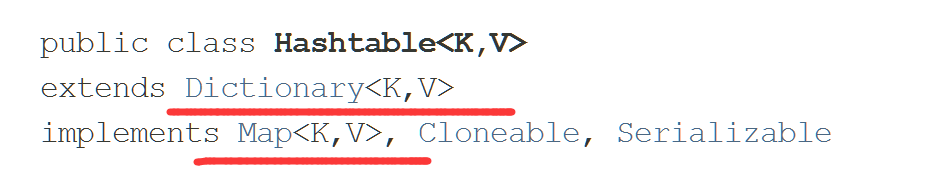 public class Hashtable<K,V>
extends Dictionary<K,V>
implements Map<K,V>, Cloneable, Serializable